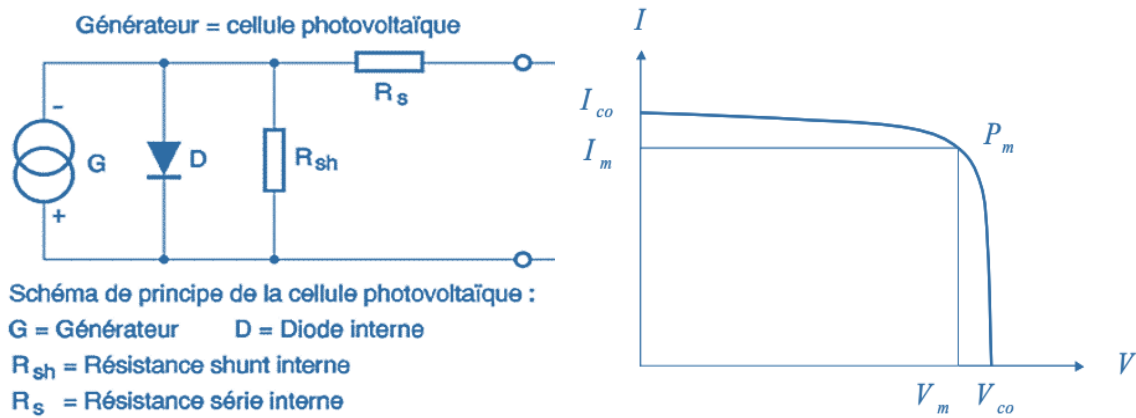 Générateur = cellule photovoltaïque
-
G
+
D
Rsh
Rs
Schéma de principe de la cellule photovoltaïque :
G = Générateur D = Diode interne
Rsh = Résistance shunt interne
Rs = Résistance série interne
I
Ico
Im
Pm
Vm Vco
V